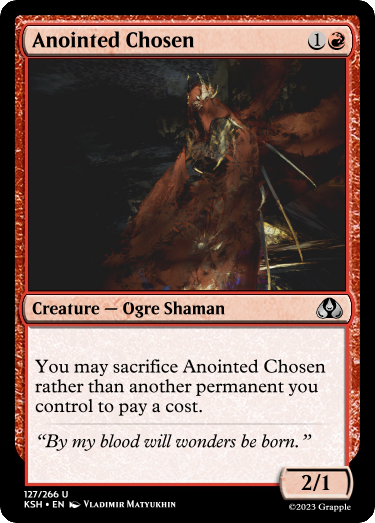 Anointed Chosen 1
Creature — Ogre Shaman
You may sacrifice Anointed Chosen
rather than another permanent you
control to pay a cost.
“By my blood will wonders be born.”
2/1
127/266 U
KSH • EN Vladimir Matyukhin
©2023 Grapple